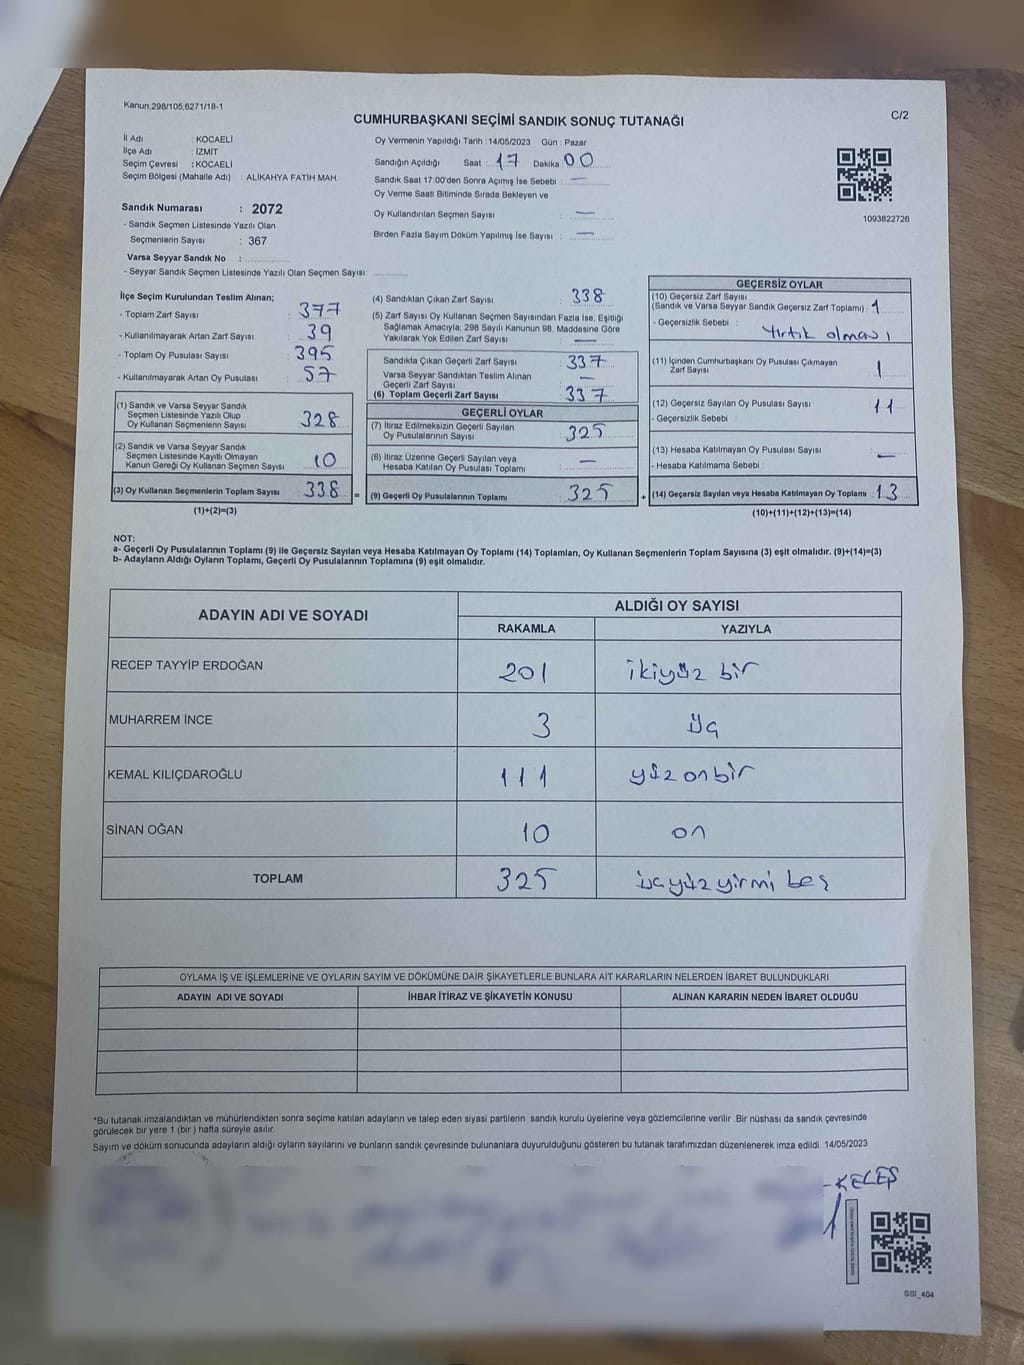 Kanun.298/105,6271/18-1
C/2
CUMHURBAŞKANI SEÇİMİ SANDIK SONUÇ TUTANAĞI
İl Adı : KOCAELİ
İlçe Adı : İZMİT
Seçim Çevresi : KOCAELİ
Seçim Bölgesi (Mahalle Adı) : ALİKAHYA FATİH MAH.
Oy Vermenin Yapıldığı Tarih :14/05/2023 Gün : Pazar
Sandığın Açıldığı Saat : 17 Dakika 00
Sandık Saat 17:00'den Sonra Açımış İse Sebebi : —
Oy Verme Saati Bitiminde Sırada Bekleyen ve
Oy Kullandırılan Seçmen Sayısı : —
Birden Fazla Sayım Döküm Yapılmış İse Sayısı : —
1093822726
Sandık Numarası : 2072
- Sandık Seçmen Listesinde Yazılı Olan
Seçmenlerin Sayısı : 367
Varsa Seyyar Sandık No :
- Seyyar Sandık Seçmen Listesinde Yazılı Olan Seçmen Sayısı:
İlçe Seçim Kurulundan Teslim Alınan;
- Toplam Zarf Sayısı : 377
- Kullanılmayarak Artan Zarf Sayısı : 39
- Toplam Oy Pusulası Sayısı : 395
- Kullanılmayarak Artan Oy Pusulası : 57
(1) Sandık ve Varsa Seyyar Sandık
Seçmen Listesinde Yazılı Olup
Oy Kullanan Seçmenlerin Sayısı : 328
(2) Sandık ve Varsa Seyyar Sandık
Seçmen Listesinde Kayıtlı Olmayan
Kanun Gereği Oy Kullanan Seçmen Sayısı : 10
(3) Oy Kullanan Seçmenlerin Toplam Sayısı : 338
(1)+(2)=(3)
(4) Sandıktan Çıkan Zarf Sayısı : 338
(5) Zarf Sayısı Oy Kullanan Seçmen Sayısından Fazla İse, Eşitliği
Sağlamak Amacıyla, 298 Sayılı Kanunun 98. Maddesine Göre
Yakılarak Yok Edilen Zarf Sayısı : —
Sandıkta Çıkan Geçerli Zarf Sayısı : 337
Varsa Seyyar Sandıktan Teslim Alınan
Geçerli Zarf Sayısı : —
(6) Toplam Geçerli Zarf Sayısı : 337
GEÇERLİ OYLAR
(7) İtiraz Edilmeksizin Geçerli Sayılan
Oy Pusulalarının Sayısı : 325
(8) İtiraz Üzerine Geçerli Sayılan veya
Hesaba Katılan Oy Pusulası Toplamı : —
= (9) Geçerli Oy Pusulalarının Toplamı : 325
GEÇERSİZ OYLAR
(10) Geçersiz Zarf Sayısı
(Sandık ve Varsa Seyyar Sandık Geçersiz Zarf Toplamı) : 1
- Geçersizlik Sebebi : Yırtık olması
(11) İçinden Cumhurbaşkanı Oy Pusulası Çıkmayan
Zarf Sayısı : 1
(12) Geçersiz Sayılan Oy Pusulası Sayısı : 11
- Geçersizlik Sebebi :
(13) Hesaba Katılmayan Oy Pusulası Sayısı : —
- Hesaba Katılmama Sebebi :
+ (14) Geçersiz Sayılan veya Hesaba Katılmayan Oy Toplamı : 13
(10)+(11)+(12)+(13)=(14)
NOT:
a- Geçerli Oy Pusulalarının Toplamı (9) ile Geçersiz Sayılan veya Hesaba Katılmayan Oy Toplamı (14) Toplamları, Oy Kullanan Seçmenlerin Toplam Sayısına (3) eşit olmalıdır. (9)+(14)=(3)
b- Adayların Aldığı Oyların Toplamı, Geçerli Oy Pusulalarının Toplamına (9) eşit olmalıdır.
ADAYIN ADI VE SOYADI ALDIĞI OY SAYISI
RAKAMLA YAZIYLA
RECEP TAYYİP ERDOĞAN 201 ikiyüz bir
MUHARREM İNCE 3 üç
KEMAL KILIÇDAROĞLU 111 yüz on bir
SİNAN OĞAN 10 on
TOPLAM 325 üçyüz yirmi beş
OYLAMA İŞ VE İŞLEMLERİNE VE OYLARIN SAYIM VE DÖKÜMÜNE DAİR ŞİKAYETLERLE BUNLARA AİT KARARLARIN NELERDEN İBARET BULUNDUKLARI
ADAYIN ADI VE SOYADI İHBAR İTİRAZ VE ŞİKAYETİN KONUSU ALINAN KARARIN NEDEN İBARET OLDUĞU
*Bu tutanak imzalandıktan ve mühürlendikten sonra seçime katılan adayların ve talep eden siyasi partilerin sandık kurulu üyelerine veya gözlemcilerine verilir. Bir nüshası da sandık çevresinde
görülecek bir yere 1 (bir ) hafta süreyle asılır.
Sayım ve döküm sonucunda adayların aldığı oyların sayılarını ve bunların sandık çevresinde bulunanlara duyurulduğunu gösteren bu tutanak tarafımızdan düzenlenerek imza edildi. 14/05/2023
KELEŞ
SSI_404